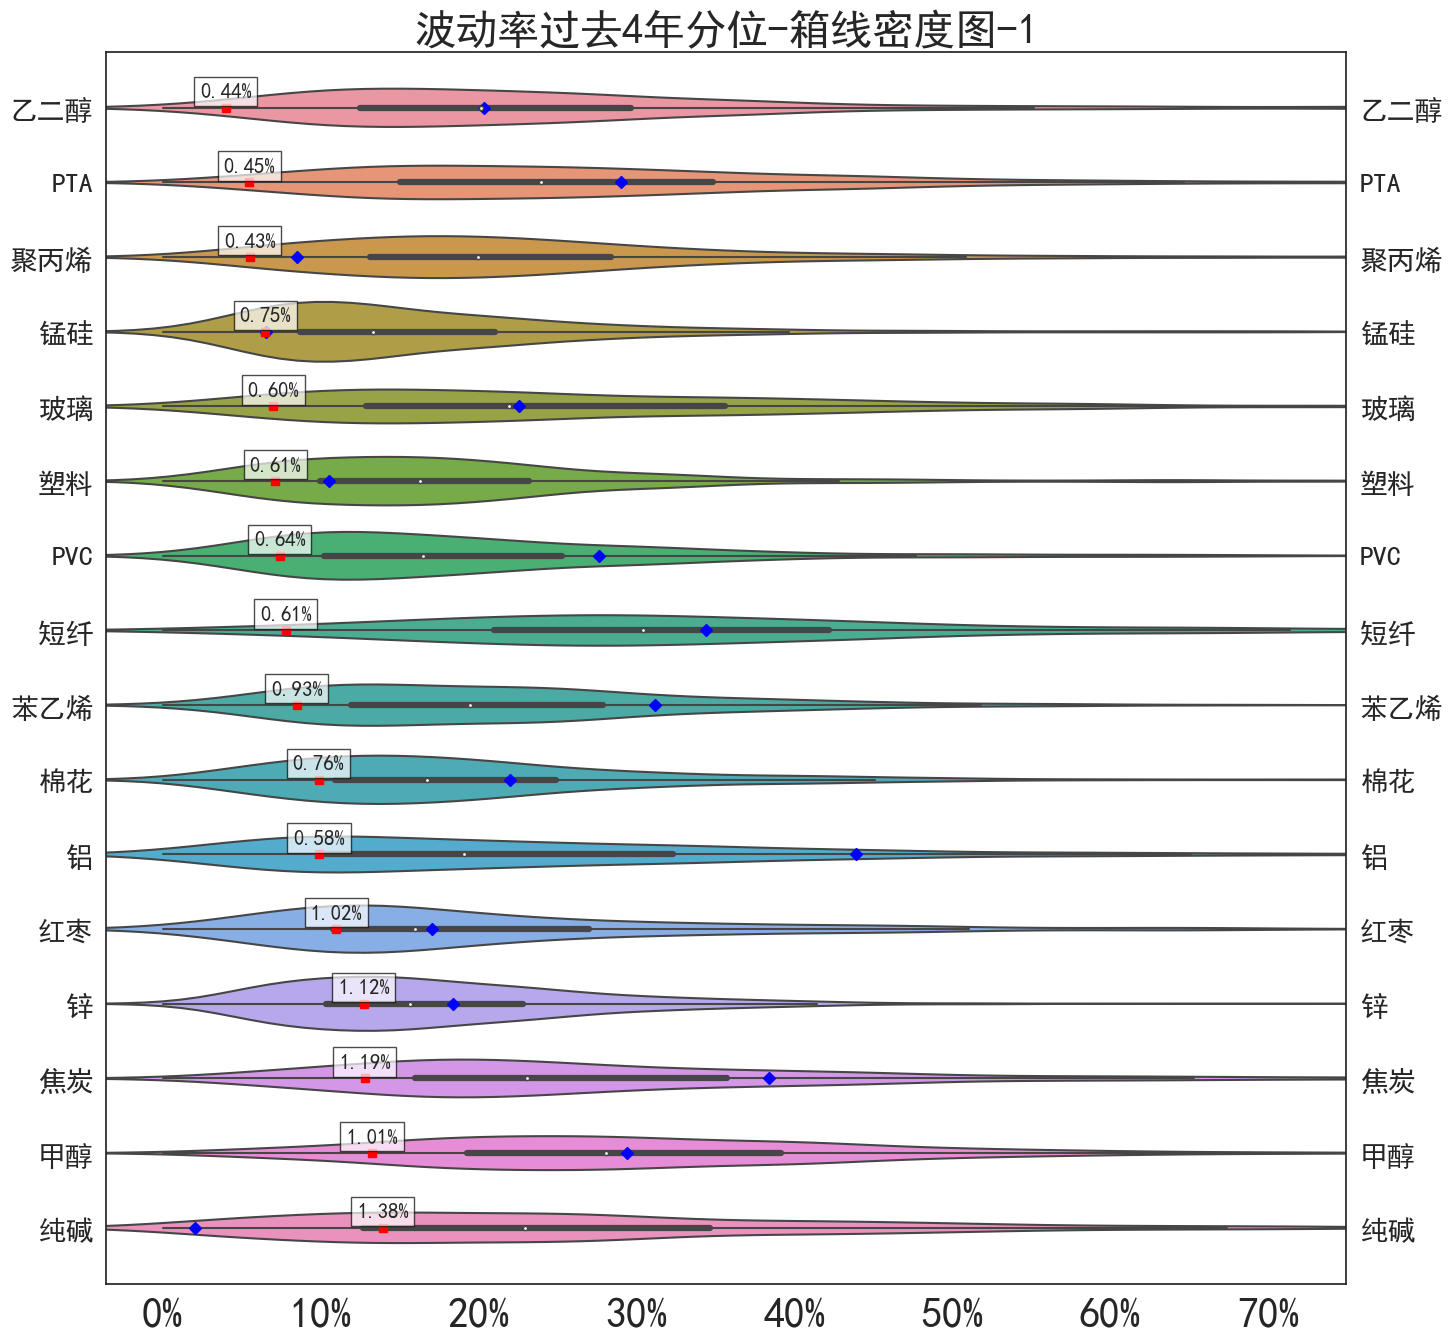 波动率过去4年分位-箱线密度图-1
乙二醇 0.44% 乙二醇
PTA 0.45% PTA
聚丙烯 0.43% 聚丙烯
锰硅 0.75% 锰硅
玻璃 0.60% 玻璃
塑料 0.61% 塑料
PVC 0.64% PVC
短纤 0.61% 短纤
苯乙烯 0.93% 苯乙烯
棉花 0.76% 棉花
铝 0.58% 铝
红枣 1.02% 红枣
锌 1.12% 锌
焦炭 1.19% 焦炭
甲醇 1.01% 甲醇
纯碱 1.38% 纯碱
0% 10% 20% 30% 40% 50% 60% 70%